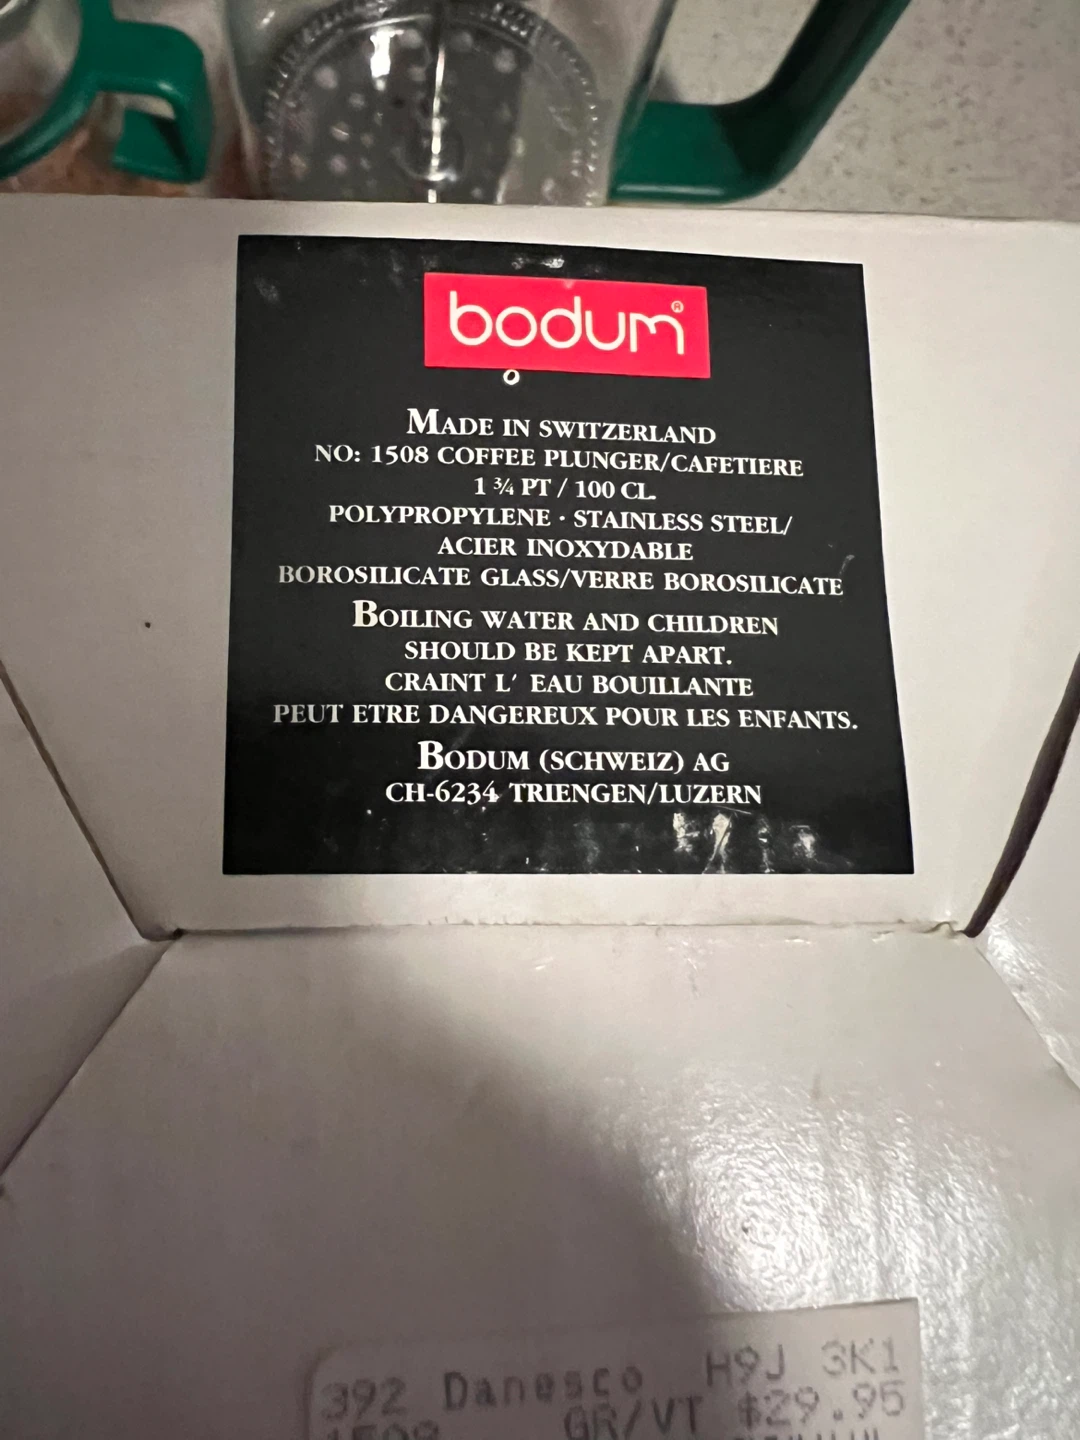 bodum®
MADE IN SWITZERLAND
NO: 1508 COFFEE PLUNGER/CAFETIERE
1 ¾ PT / 100 CL.
POLYPROPYLENE · STAINLESS STEEL/
ACIER INOXYDABLE
BOROSILICATE GLASS/VERRE BOROSILICATE
BOILING WATER AND CHILDREN
SHOULD BE KEPT APART.
CRAINT L' EAU BOUILLANTE
PEUT ETRE DANGEREUX POUR LES ENFANTS.
BODUM (SCHWEIZ) AG
CH-6234 TRIENGEN/LUZERN
392 Danesco H9J 3K1
1508 GR/VT $29.95